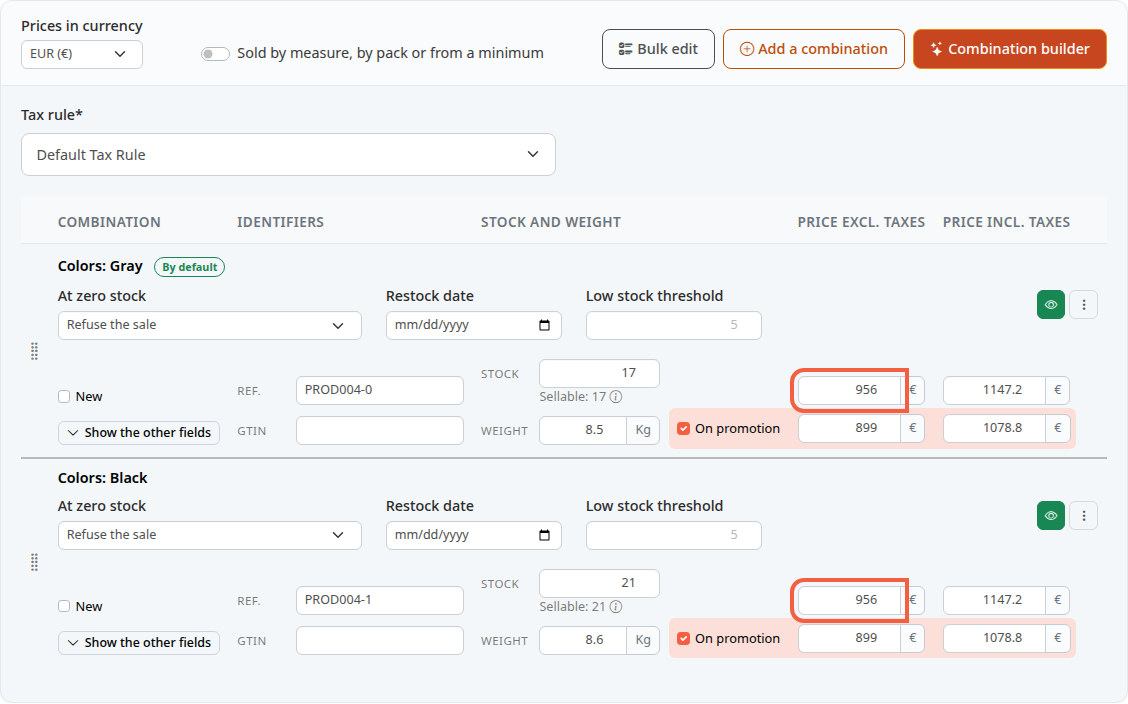 Prices in currency
EUR (€)
Sold by measure, by pack or from a minimum
Bulk edit
Add a combination
Combination builder
Tax rule*
Default Tax Rule
COMBINATION IDENTIFIERS STOCK AND WEIGHT PRICE EXCL. TAXES PRICE INCL. TAXES
Colors: Gray By default
At zero stock Restock date Low stock threshold
Refuse the sale mm/dd/yyyy 5
STOCK 17
New REF. PROD004-0 956 € 1147.2 €
Sellable: 17
Show the other fields GTIN WEIGHT 8.5 Kg On promotion 899 € 1078.8 €
Colors: Black
At zero stock Restock date Low stock threshold
Refuse the sale mm/dd/yyyy 5
STOCK 21
New REF. PROD004-1 956 € 1147.2 €
Sellable: 21
Show the other fields GTIN WEIGHT 8.6 Kg On promotion 899 € 1078.8 €